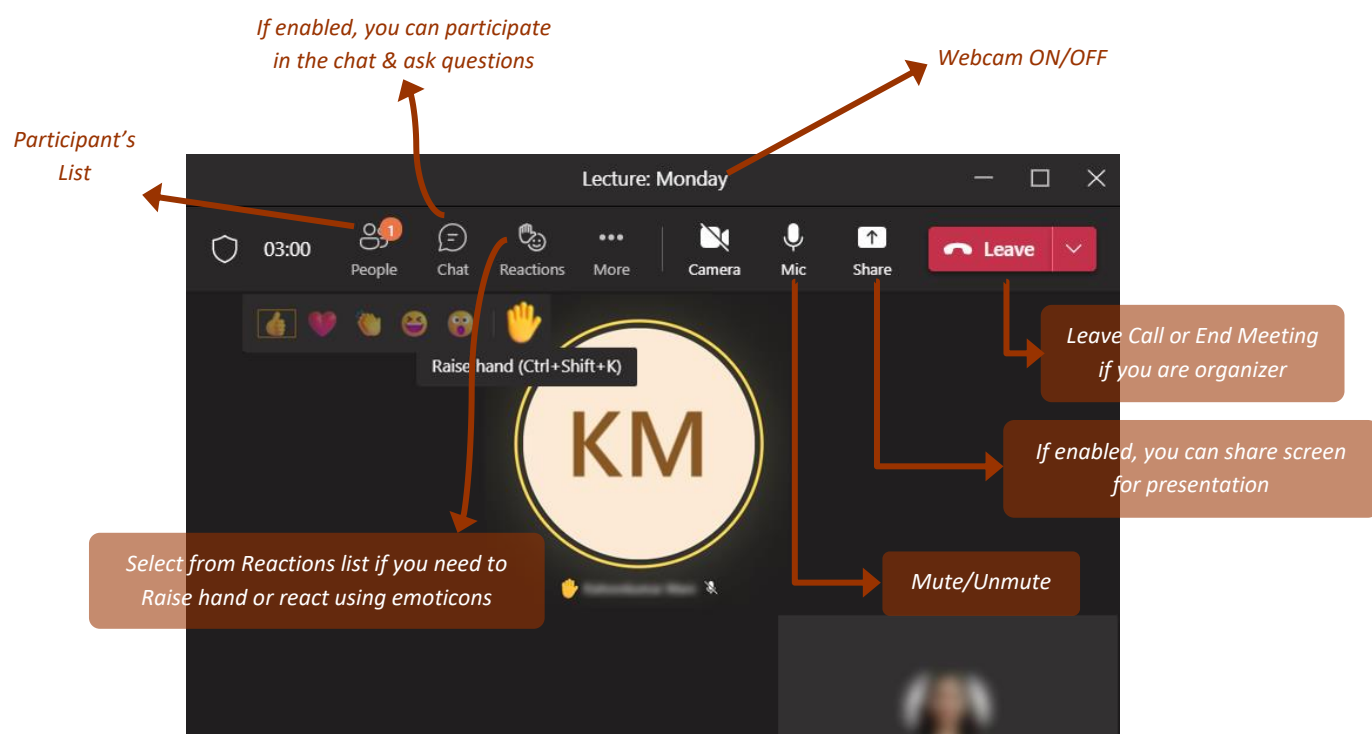 If enabled, you can participate
in the chat & ask questions
Webcam ON/OFF
Participant's
List
Lecture: Monday
03:00
1
People
Chat
Reactions
More
Camera
Mic
Share
Leave
Raise hand (Ctrl+Shift+K)
KM
Leave Call or End Meeting
if you are organizer
If enabled, you can share screen
for presentation
Select from Reactions list if you need to
Raise hand or react using emoticons
Mute/Unmute